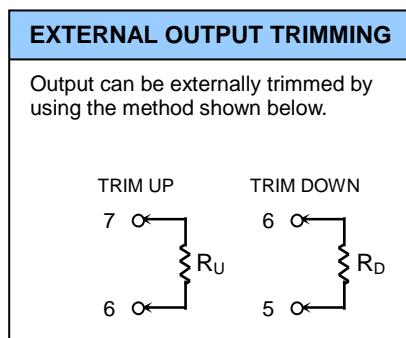 EXTERNAL OUTPUT TRIMMING
Output can be externally trimmed by
using the method shown below.
TRIM UP TRIM DOWN
7 6
RU RD
6 5